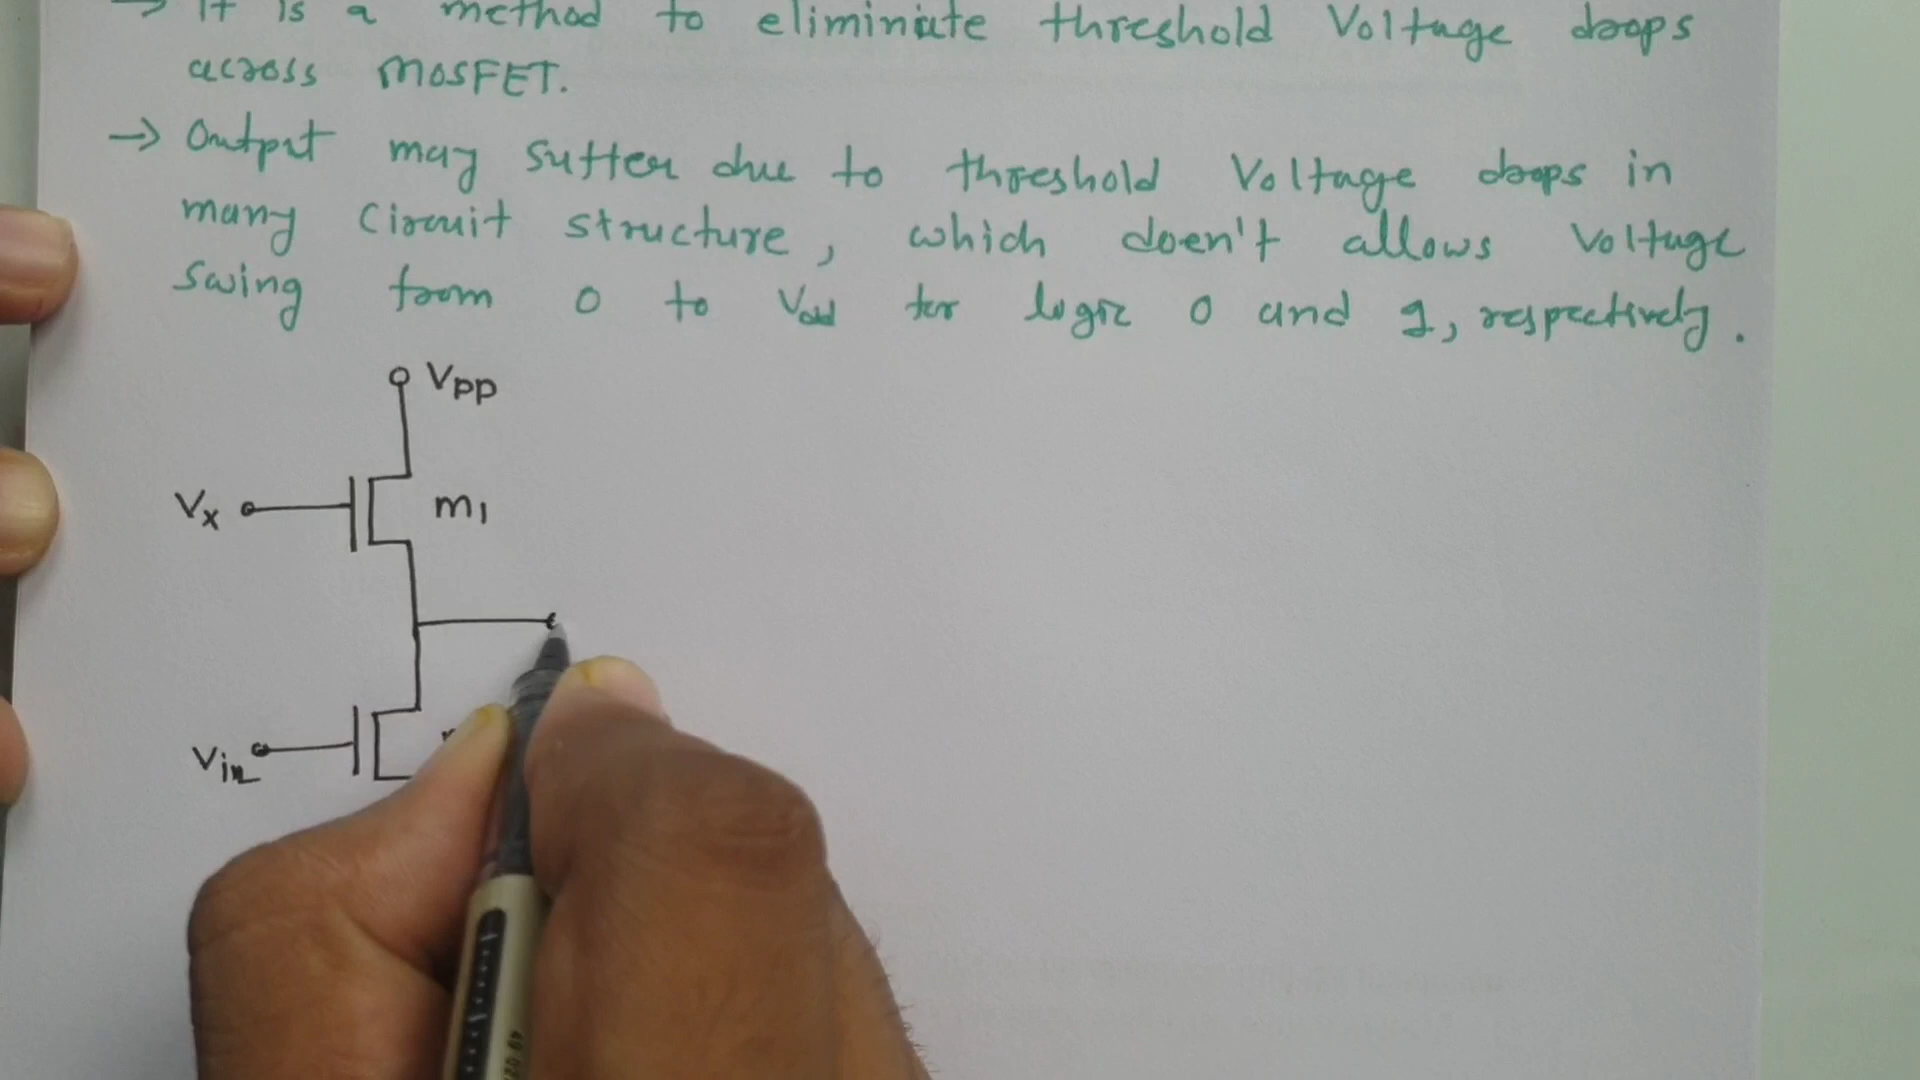 → It is a method to eliminate threshold Voltage drops
across MOSFET.
→ Output may suffer due to threshold Voltage drops in
many Circuit structure, which doen't allows Voltage
Swing from 0 to Vdd for logic 0 and 1, respectively.
VDD
Vx
m1
Vin